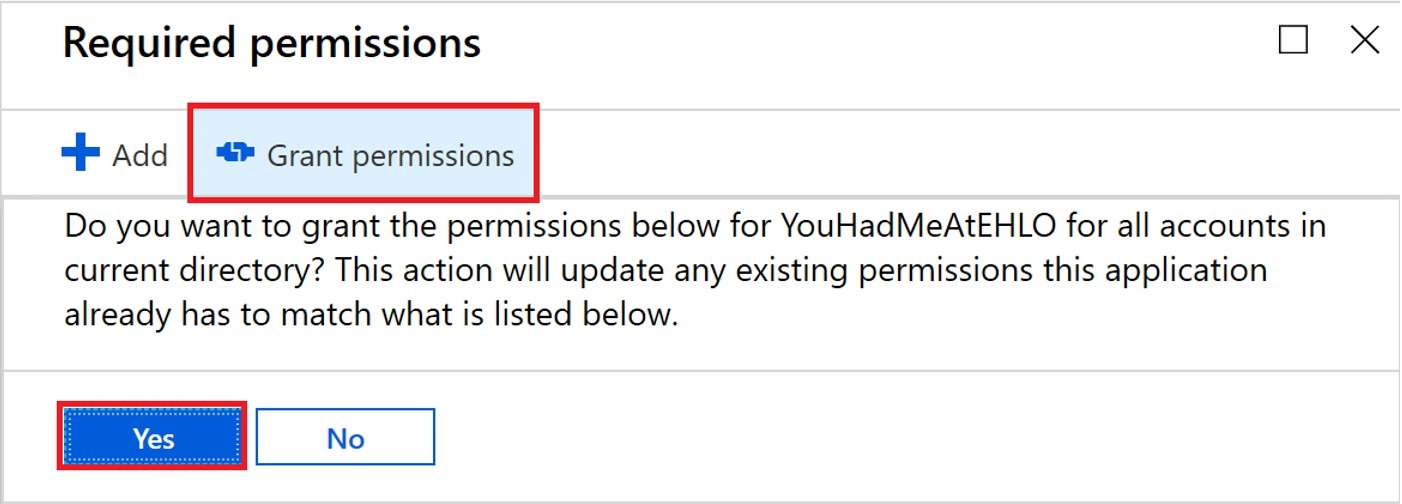 Required permissions
Add Grant permissions
Do you want to grant the permissions below for YouHadMeAtEHLO for all accounts in
current directory? This action will update any existing permissions this application
already has to match what is listed below.
Yes No